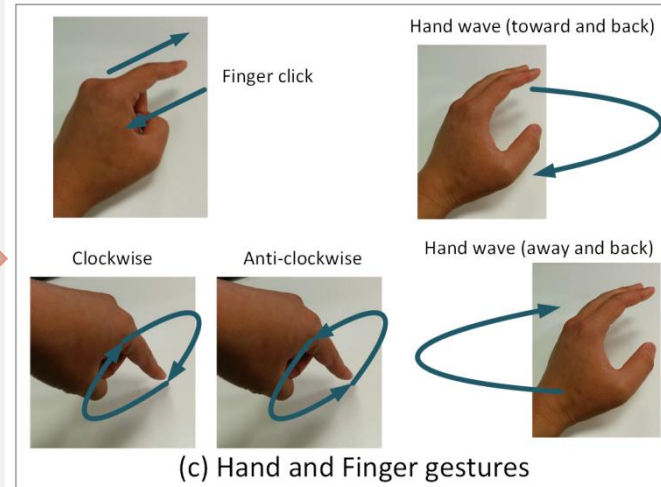 Hand wave (toward and back)
Finger click
Clockwise
Anti-clockwise
Hand wave (away and back)
(c) Hand and Finger gestures